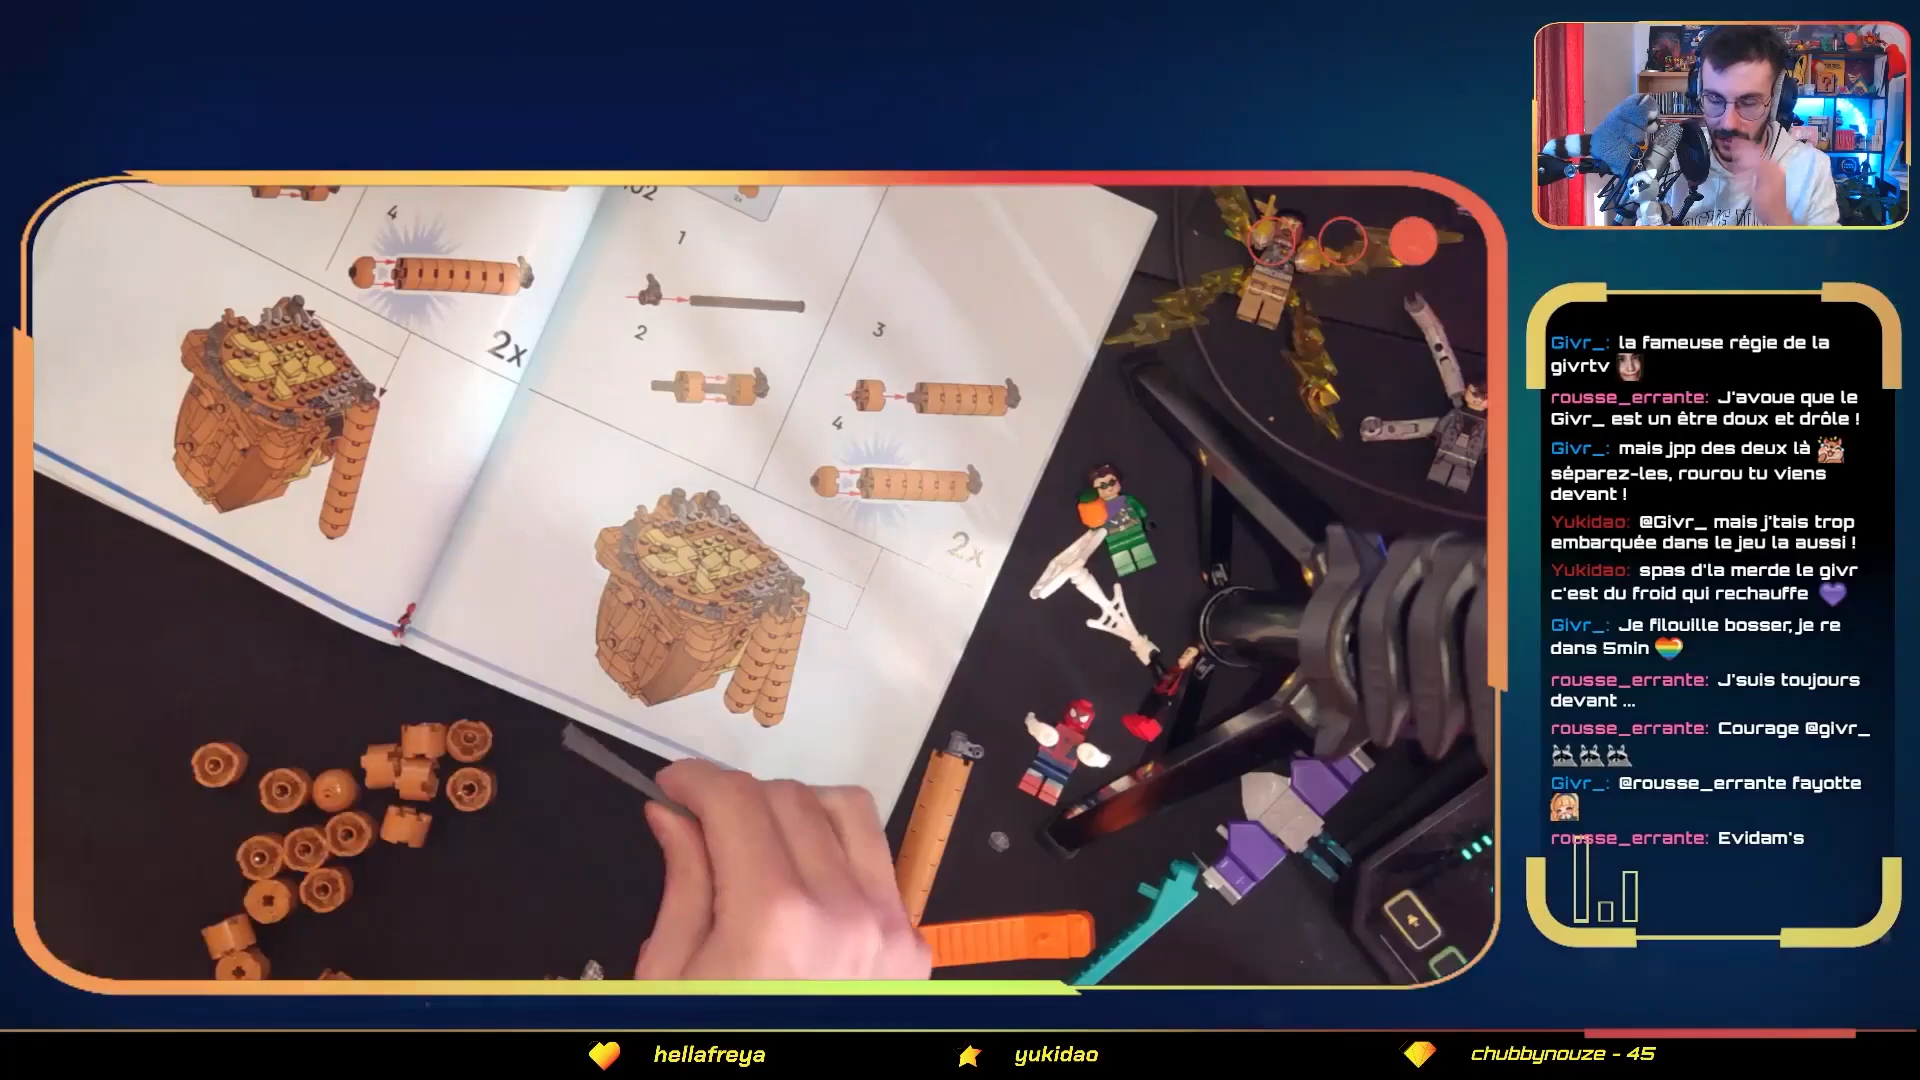 4
2x
102
1
2
3
4
2x
Givr_: la fameuse régie de la
givrtv
rousse_errante: J'avoue que le
Givr_ est un être doux et drôle !
Givr_: mais jpp des deux là
séparez-les, rourou tu viens
devant !
Yukidao: @Givr_ mais j'tais trop
embarquée dans le jeu la aussi !
Yukidao: spas d'la merde le givr
c'est du froid qui rechauffe
Givr_: Je filouille bosser, je re
dans 5min
rousse_errante: J'suis toujours
devant ...
rousse_errante: Courage @givr_
Givr_: @rousse_errante fayotte
rousse_errante: Evidam's
hellafreya
yukidao
chubbynouze - 45